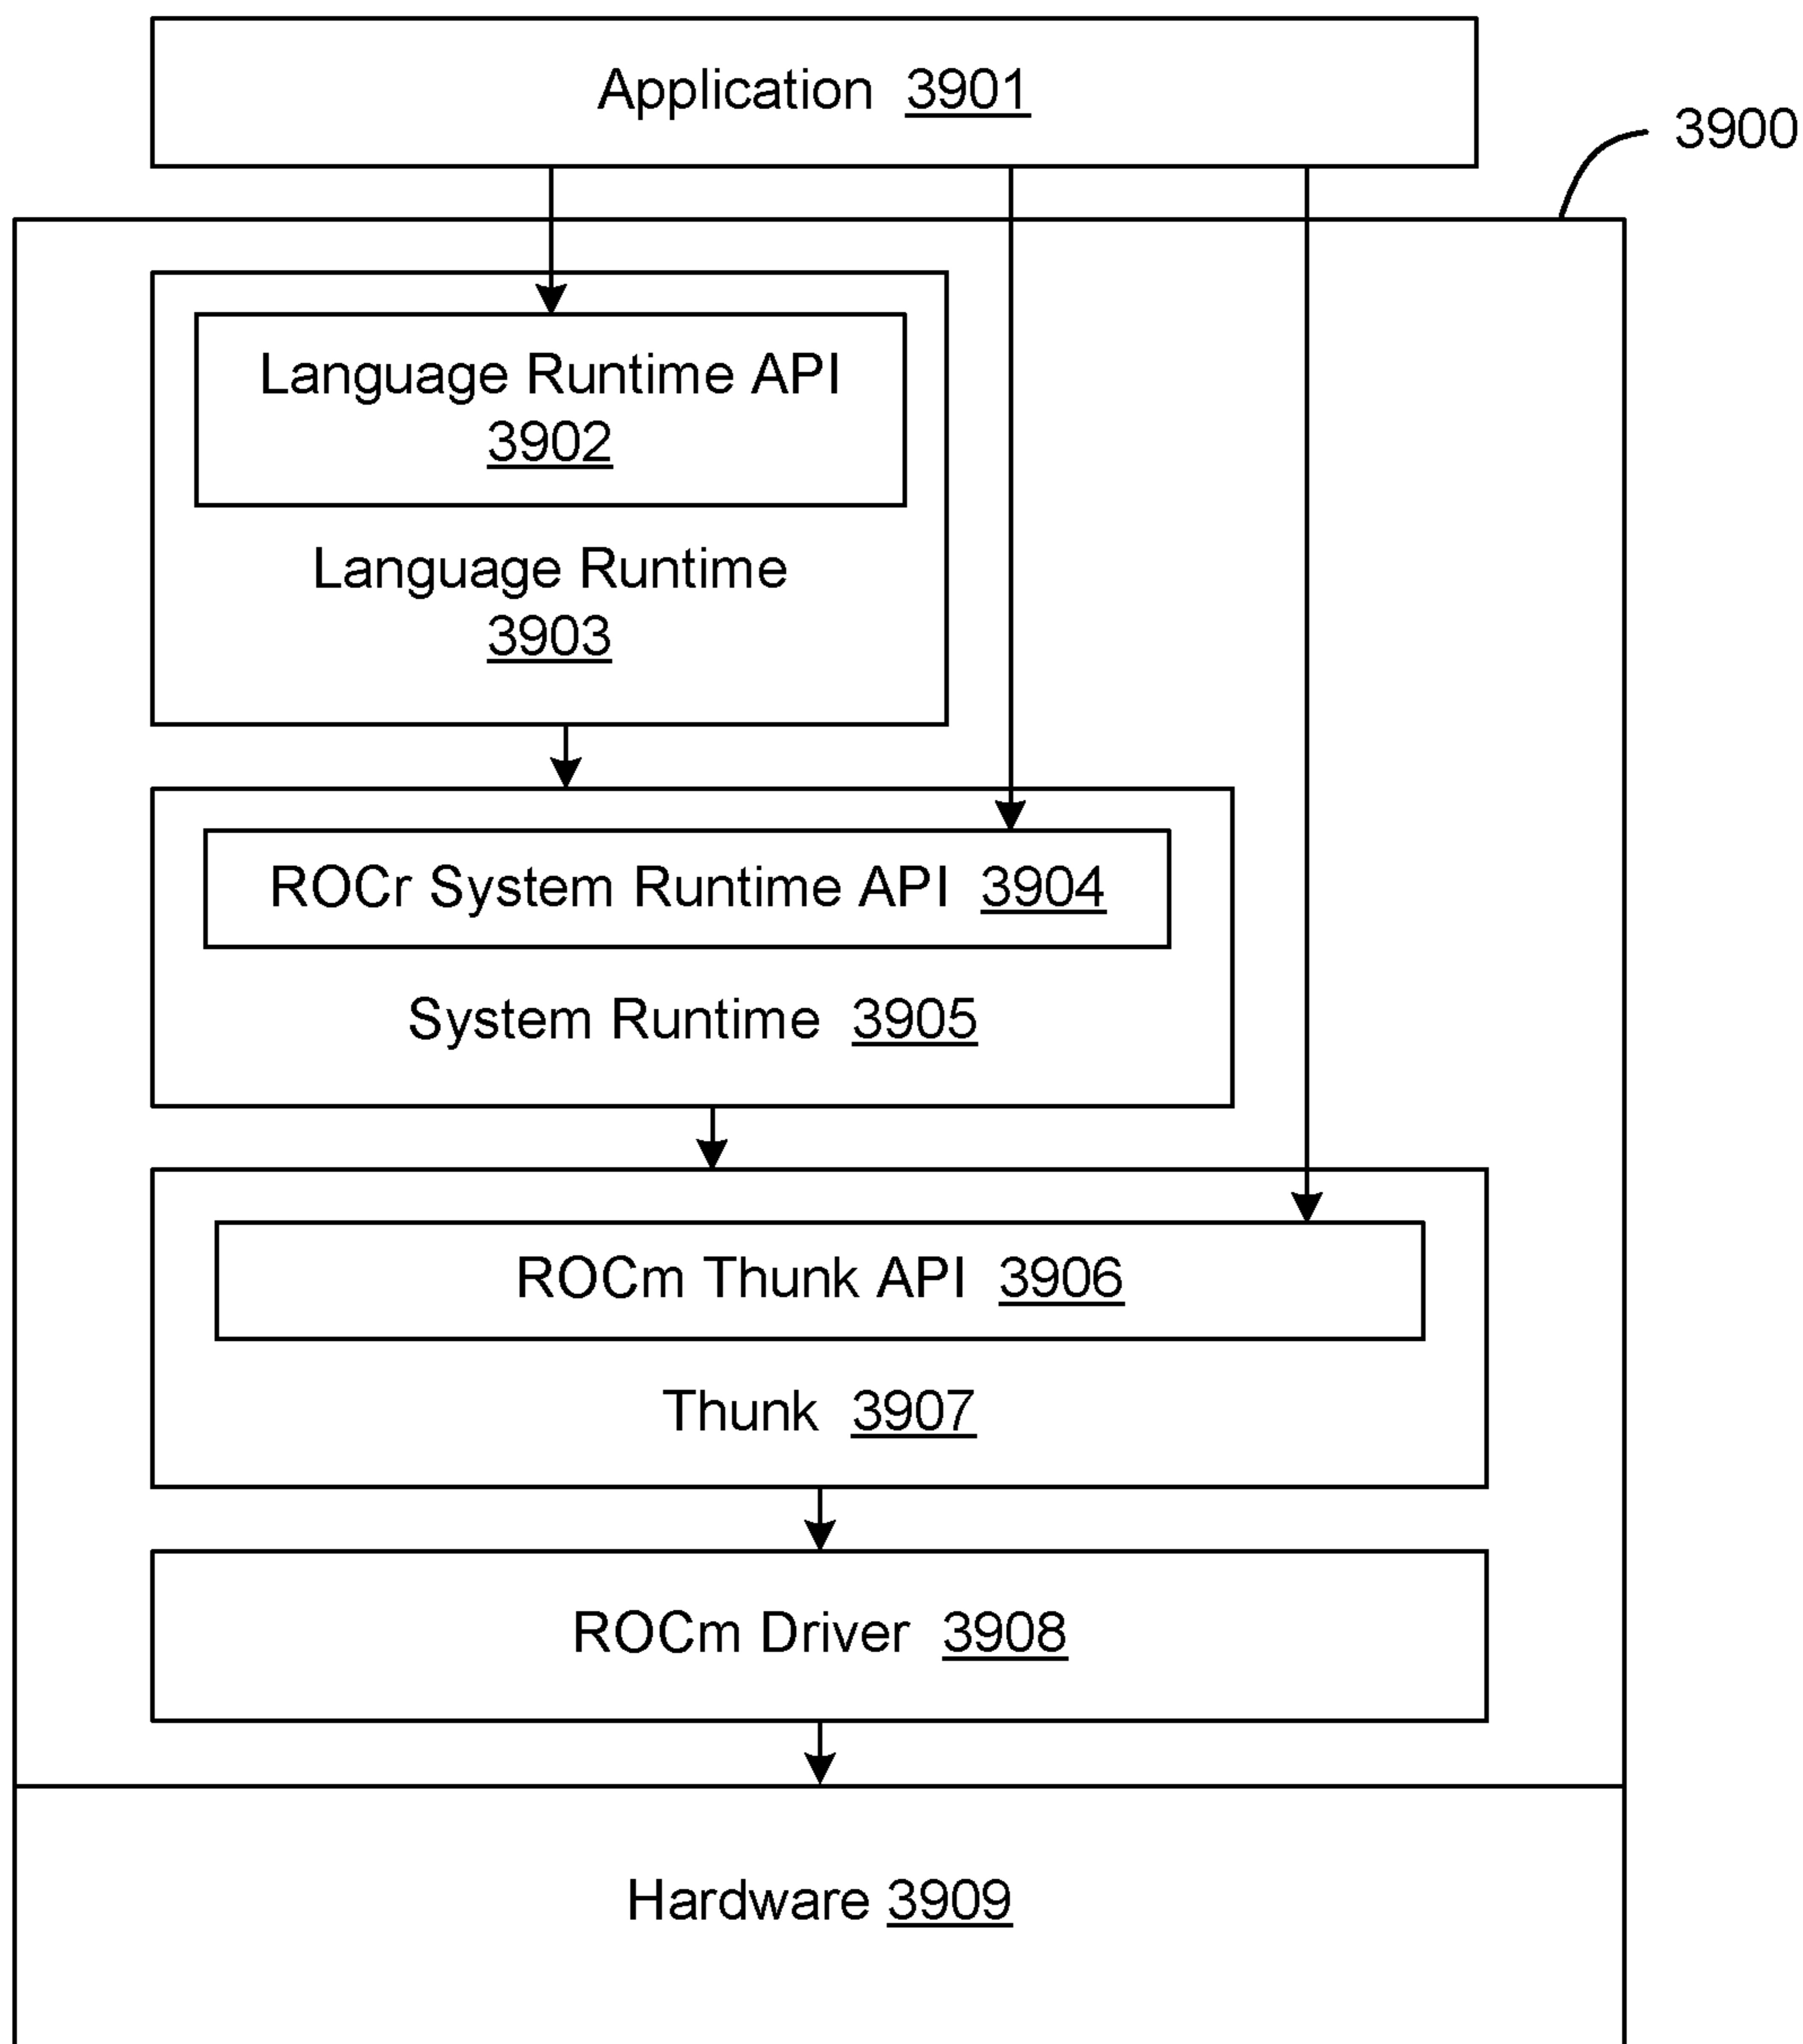 Application 3901
3900
Language Runtime API
3902
Language Runtime
3903
ROCr System Runtime API 3904
System Runtime 3905
ROCm Thunk API 3906
Thunk 3907
ROCm Driver 3908
Hardware 3909